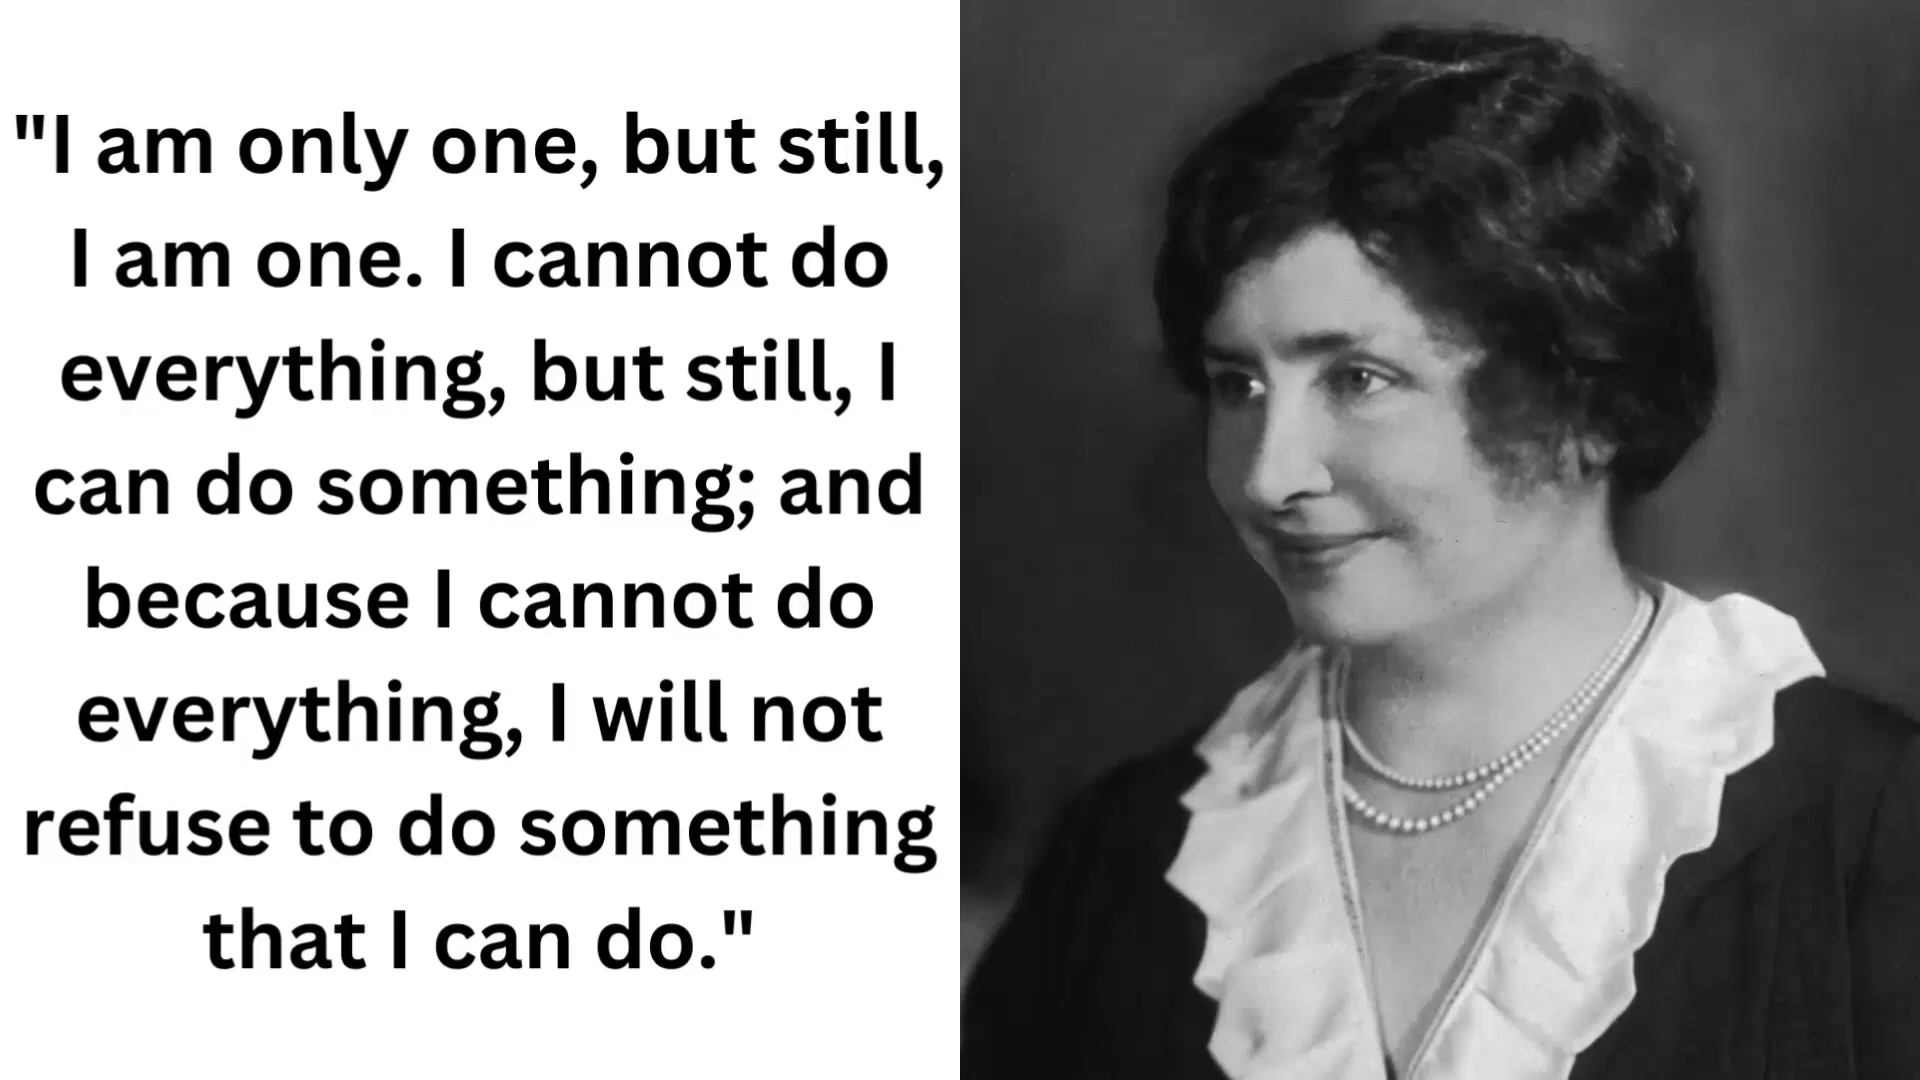 "I am only one, but still,
I am one. I cannot do
everything, but still, I
can do something; and
because I cannot do
everything, I will not
refuse to do something
that I can do."